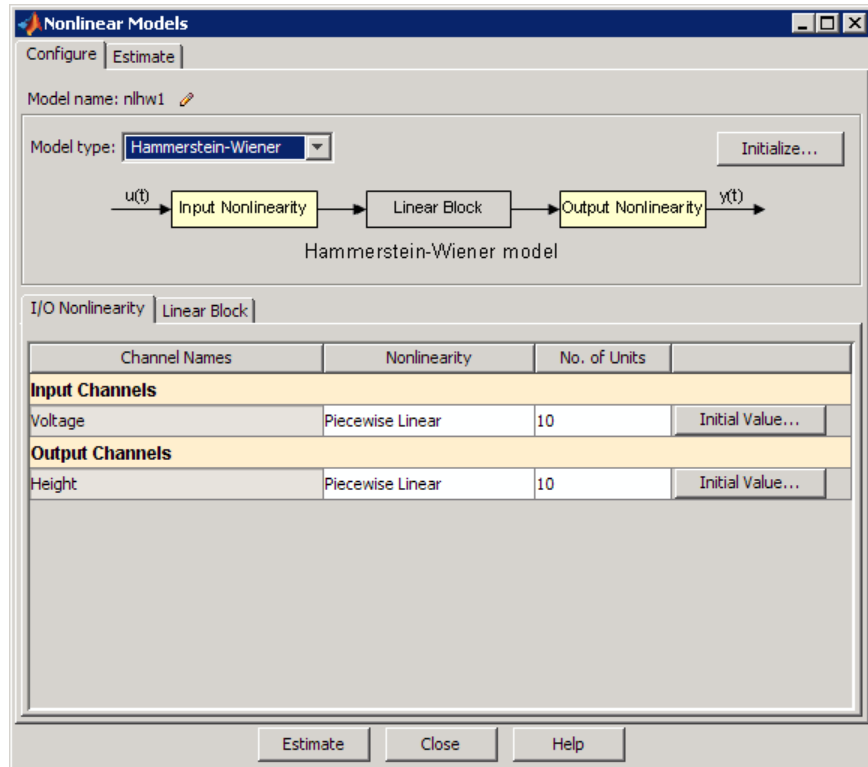 Nonlinear Models
Configure Estimate
Model name: nlhw1
Model type: Hammerstein-Wiener Initialize...
u(t) Input Nonlinearity Linear Block Output Nonlinearity y(t)
Hammerstein-Wiener model
I/O Nonlinearity Linear Block
Channel Names Nonlinearity No. of Units
Input Channels
Voltage Piecewise Linear 10 Initial Value...
Output Channels
Height Piecewise Linear 10 Initial Value...
Estimate Close Help